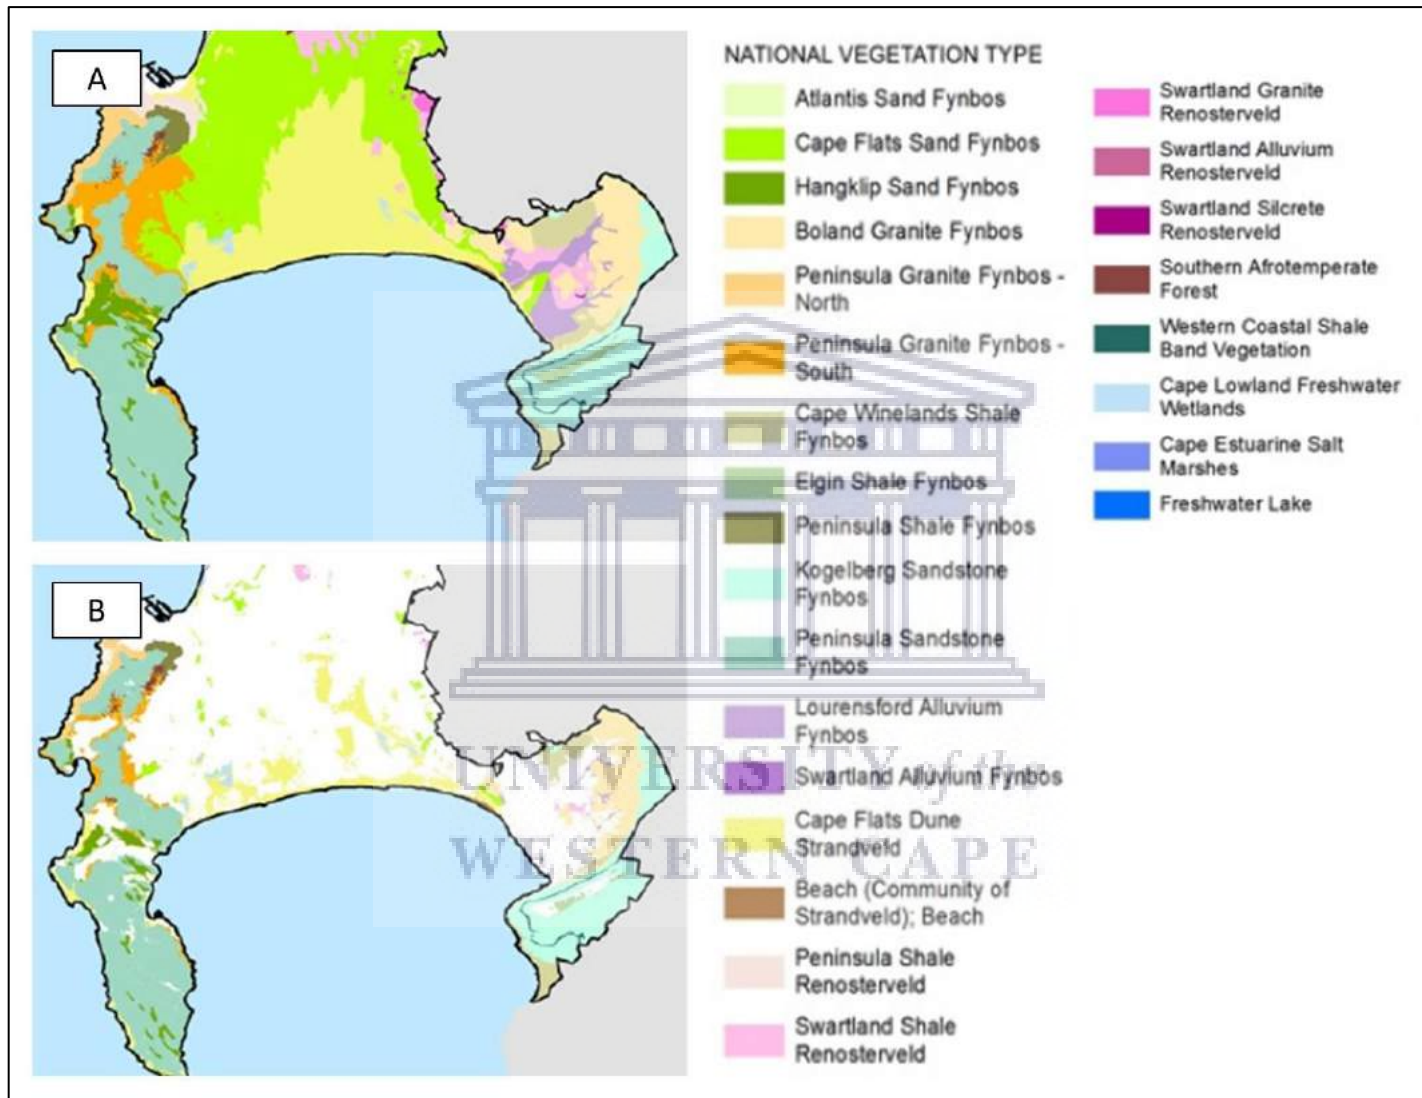 A
B
NATIONAL VEGETATION TYPE
Atlantis Sand Fynbos
Cape Flats Sand Fynbos
Hangklip Sand Fynbos
Boland Granite Fynbos
Peninsula Granite Fynbos -
North
Peninsula Granite Fynbos -
South
Cape Winelands Shale
Fynbos
Elgin Shale Fynbos
Peninsula Shale Fynbos
Kogelberg Sandstone
Fynbos
Peninsula Sandstone
Fynbos
Lourensford Alluvium
Fynbos
Swartland Alluvium Fynbos
Cape Flats Dune
Strandveld
Beach (Community of
Strandveld); Beach
Peninsula Shale
Renosterveld
Swartland Shale
Renosterveld
Swartland Granite
Renosterveld
Swartland Alluvium
Renosterveld
Swartland Silcrete
Renosterveld
Southern Afrotemperate
Forest
Western Coastal Shale
Band Vegetation
Cape Lowland Freshwater
Wetlands
Cape Estuarine Salt
Marshes
Freshwater Lake
UNIVERSITY of the
WESTERN CAPE